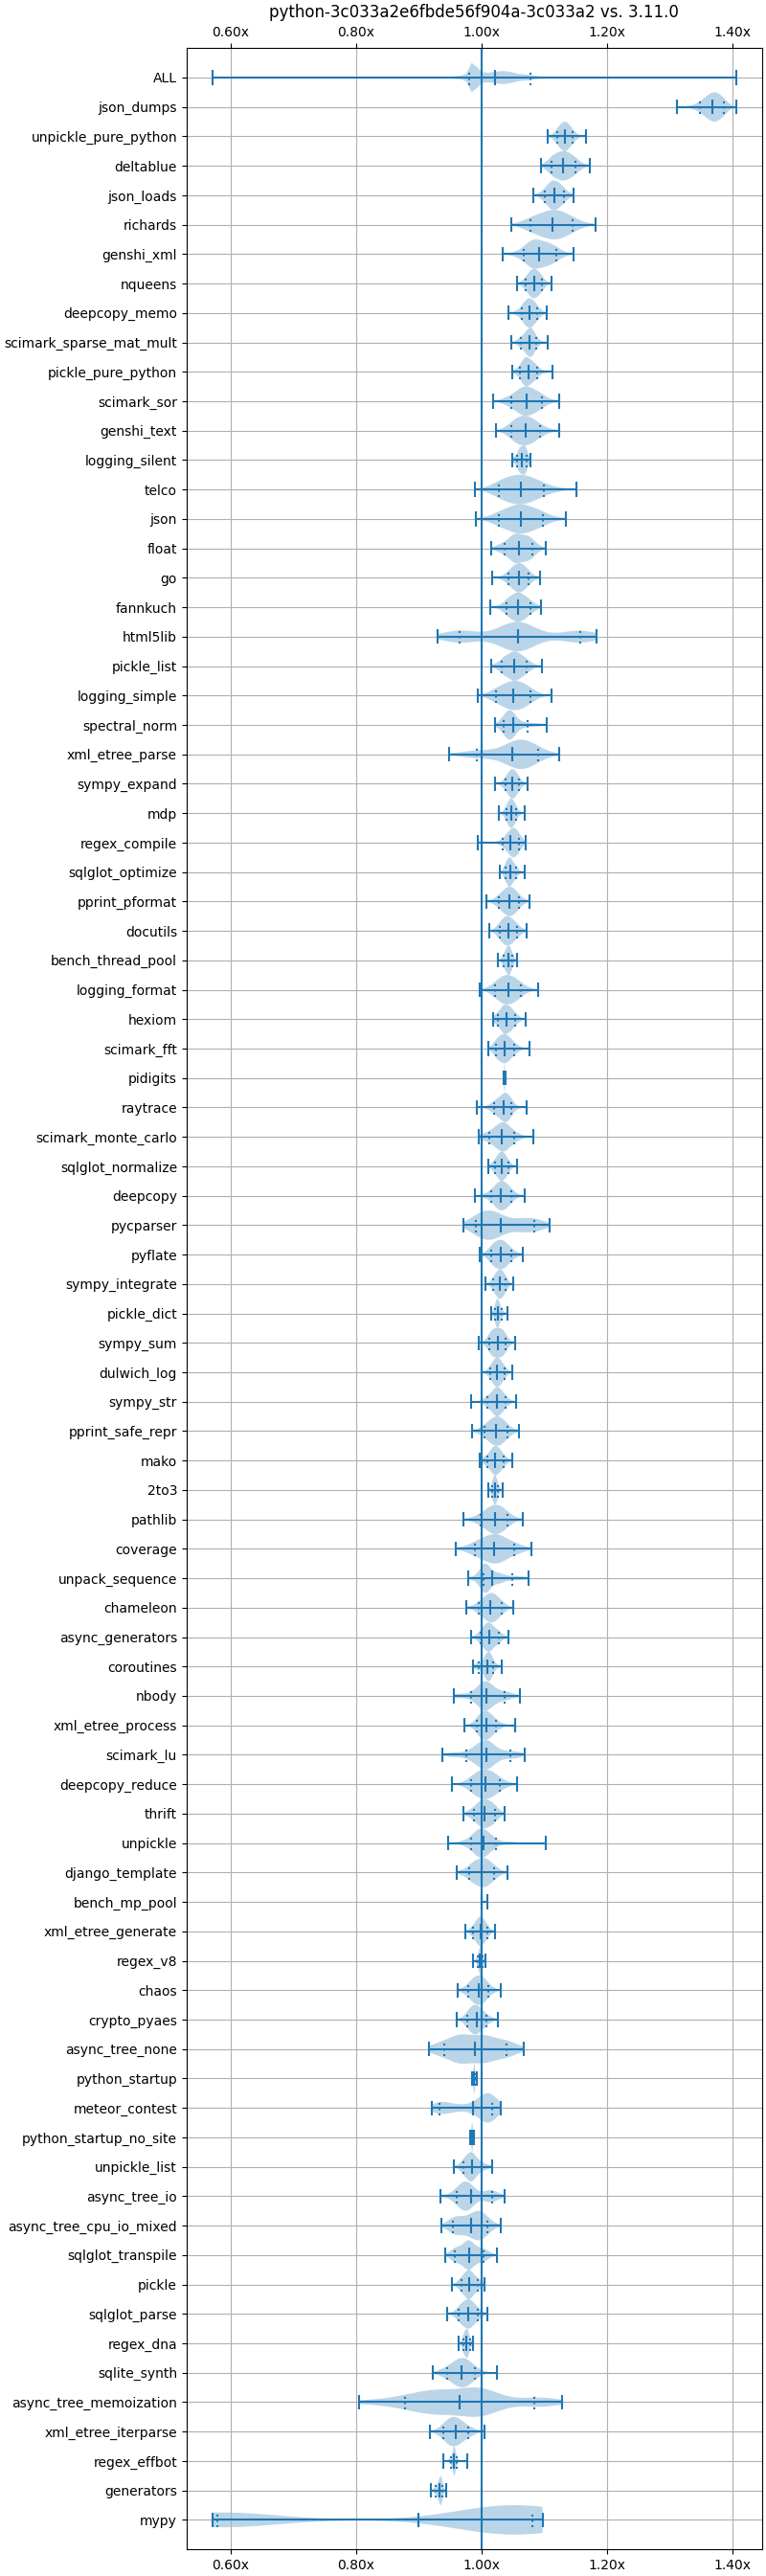 python-3c033a2e6fbde56f904a-3c033a2 vs. 3.11.0
0.60x 0.80x 1.00x 1.20x 1.40x
ALL
json_dumps
unpickle_pure_python
deltablue
json_loads
richards
genshi_xml
nqueens
deepcopy_memo
scimark_sparse_mat_mult
pickle_pure_python
scimark_sor
genshi_text
logging_silent
telco
json
float
go
fannkuch
html5lib
pickle_list
logging_simple
spectral_norm
xml_etree_parse
sympy_expand
mdp
regex_compile
sqlglot_optimize
pprint_pformat
docutils
bench_thread_pool
logging_format
hexiom
scimark_fft
pidigits
raytrace
scimark_monte_carlo
sqlglot_normalize
deepcopy
pycparser
pyflate
sympy_integrate
pickle_dict
sympy_sum
dulwich_log
sympy_str
pprint_safe_repr
mako
2to3
pathlib
coverage
unpack_sequence
chameleon
async_generators
coroutines
nbody
xml_etree_process
scimark_lu
deepcopy_reduce
thrift
unpickle
django_template
bench_mp_pool
xml_etree_generate
regex_v8
chaos
crypto_pyaes
async_tree_none
python_startup
meteor_contest
python_startup_no_site
unpickle_list
async_tree_io
async_tree_cpu_io_mixed
sqlglot_transpile
pickle
sqlglot_parse
regex_dna
sqlite_synth
async_tree_memoization
xml_etree_iterparse
regex_effbot
generators
mypy
0.60x 0.80x 1.00x 1.20x 1.40x